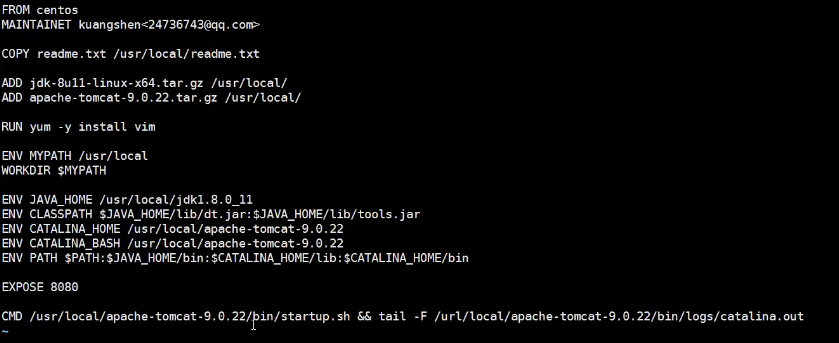 FROM centos
MAINTAINET kuangshen<24736743@qq.com>
COPY readme.txt /usr/local/readme.txt
ADD jdk-8u11-linux-x64.tar.gz /usr/local/
ADD apache-tomcat-9.0.22.tar.gz /usr/local/
RUN yum -y install vim
ENV MYPATH /usr/local
WORKDIR $MYPATH
ENV JAVA_HOME /usr/local/jdk1.8.0_11
ENV CLASSPATH $JAVA_HOME/lib/dt.jar:$JAVA_HOME/lib/tools.jar
ENV CATALINA_HOME /usr/local/apache-tomcat-9.0.22
ENV CATALINA_BASH /usr/local/apache-tomcat-9.0.22
ENV PATH $PATH:$JAVA_HOME/bin:$CATALINA_HOME/lib:$CATALINA_HOME/bin
EXPOSE 8080
CMD /usr/local/apache-tomcat-9.0.22/bin/startup.sh && tail -F /url/local/apache-tomcat-9.0.22/bin/logs/catalina.out
~